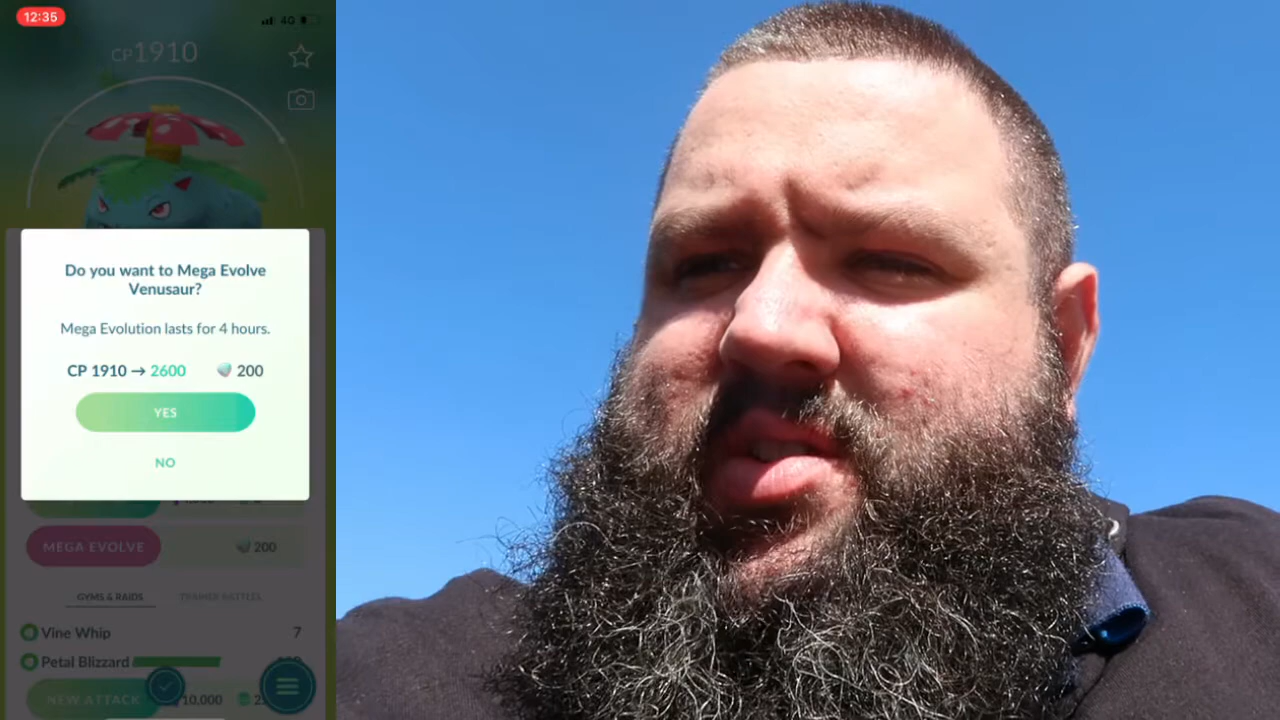 12:35
4G
CP1910
Do you want to Mega Evolve
Venusaur?
Mega Evolution lasts for 4 hours.
CP 1910 → 2600 200
YES
NO
MEGA EVOLVE 200
GYMS & RAIDS TRAINER BATTLES
Vine Whip 7
Petal Blizzard
NEW ATTACK 10,000